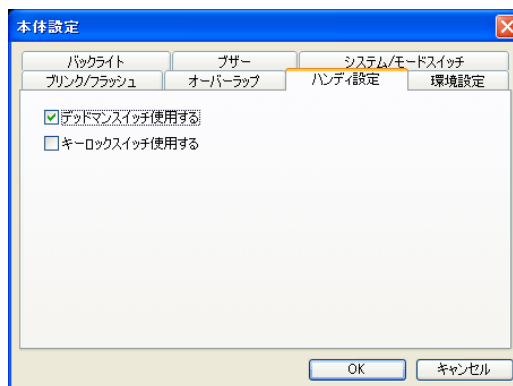 本体設定
バックライト ブザー システム/モードスイッチ
ブリンク/フラッシュ オーバーラップ ハンディ設定 環境設定
デッドマンスイッチ使用する
キーロックスイッチ使用する
OK キャンセル